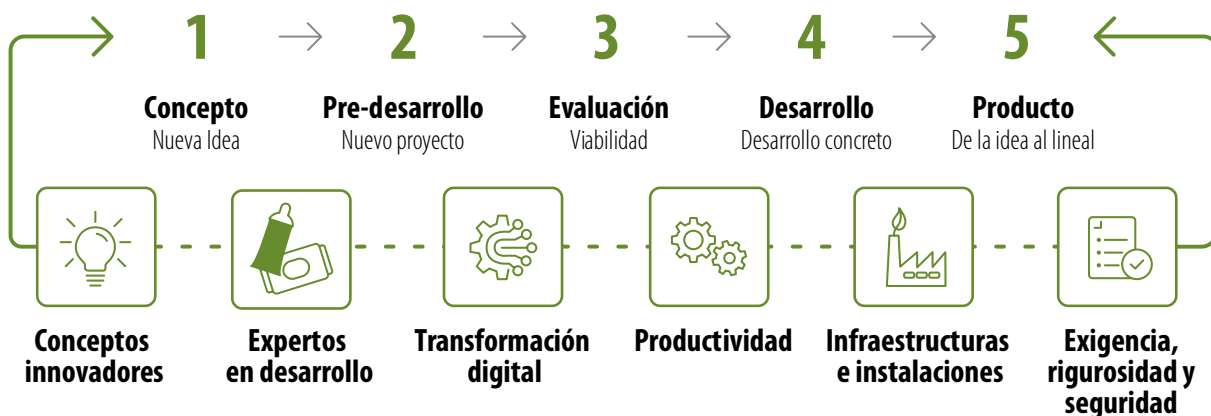 1 2 3 4 5
Concepto Pre-desarrollo Evaluación Desarrollo Producto
Nueva Idea Nuevo proyecto Viabilidad Desarrollo concreto De la idea al lineal
Conceptos
innovadores
Expertos
en desarrollo
Transformación
digital
Productividad
Infraestructuras
e instalaciones
Exigencia,
rigurosidad y
seguridad